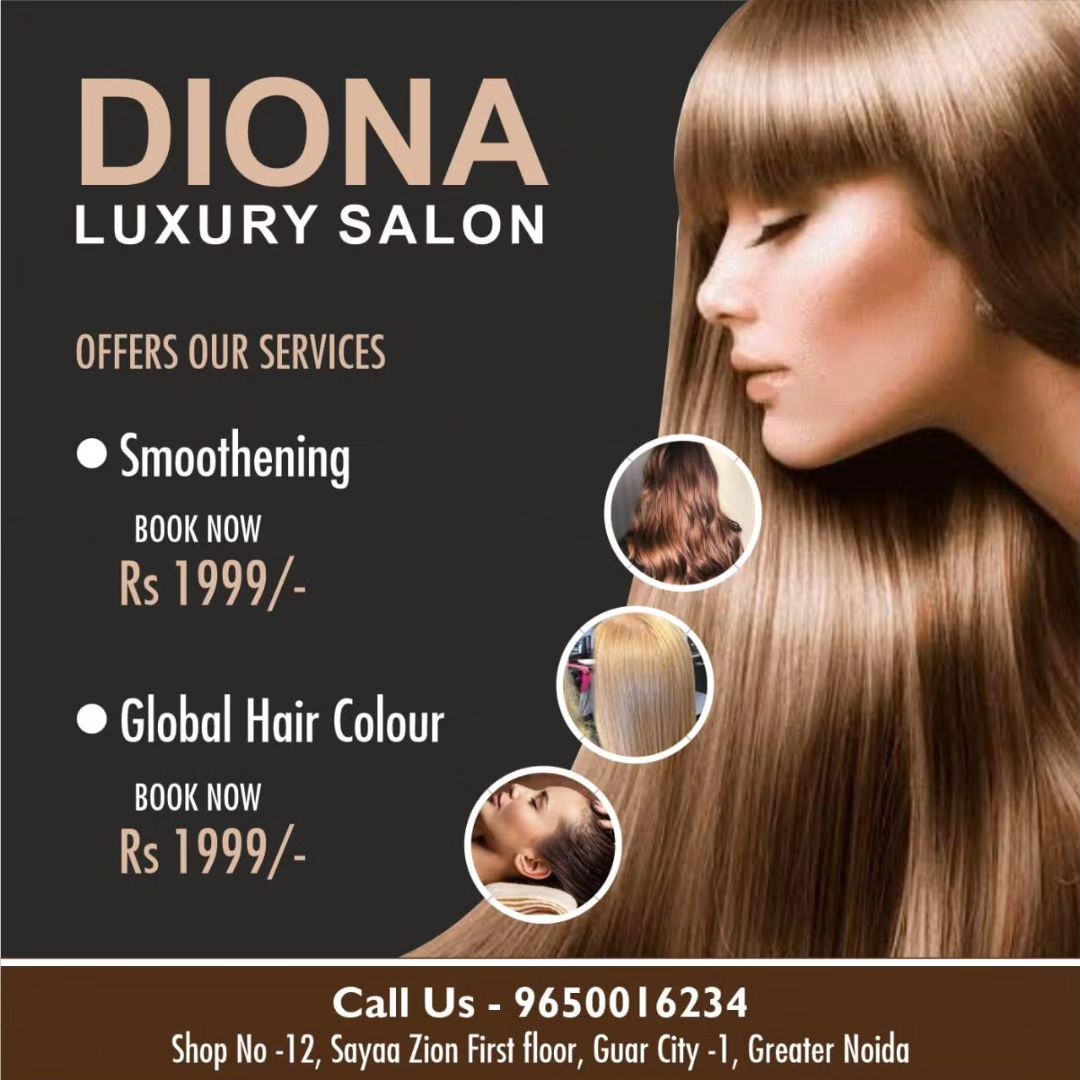 DIONA
LUXURY SALON
OFFERS OUR SERVICES
● Smoothening
BOOK NOW
Rs 1999/-
● Global Hair Colour
BOOK NOW
Rs 1999/-
Call Us - 9650016234
Shop No -12, Sayaa Zion First floor, Guar City -1, Greater Noida